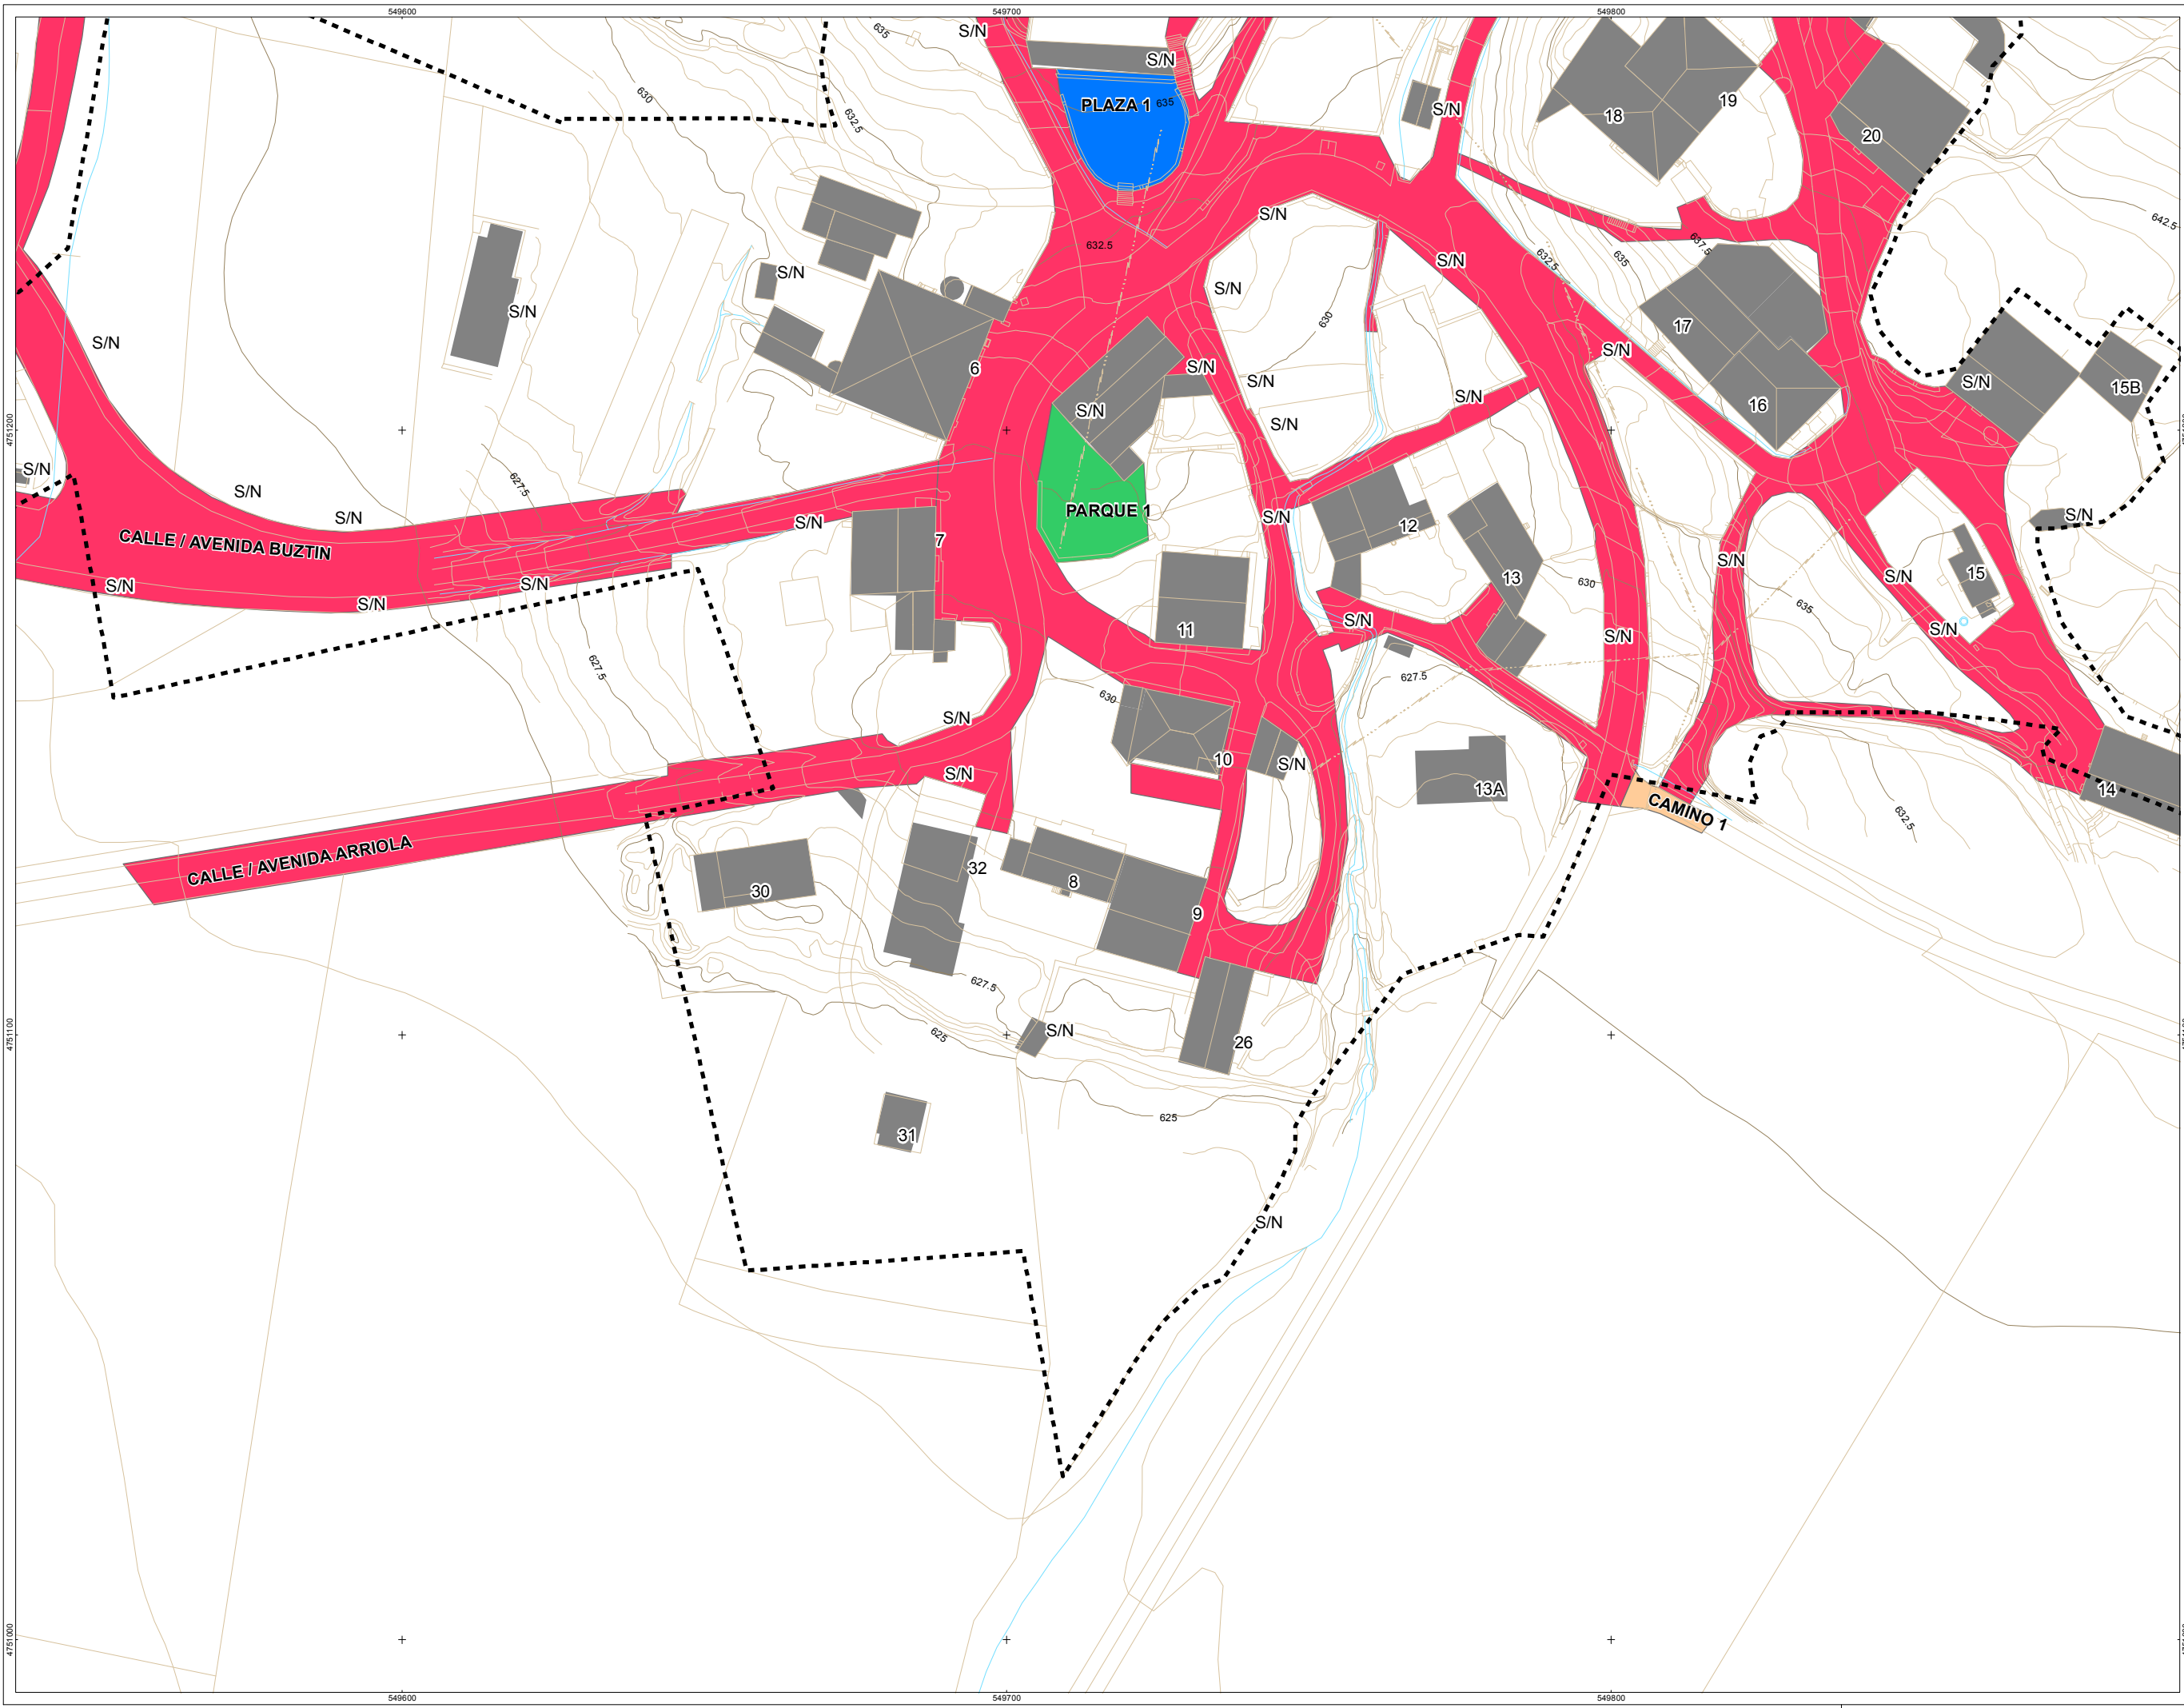 549600
549700
549800
635
S/N
S/N
PLAZA 1
635
630
632.5
S/N
18
19
20
S/N
632.5
637.5
642.5
S/N
S/N
632.5
635
S/N
S/N
S/N
630
17
S/N
S/N
6
S/N
S/N
S/N
15B
S/N
S/N
S/N
16
4751200
S/N
S/N
627.5
S/N
S/N
S/N
S/N
12
S/N
CALLE / AVENIDA BUZTIN
7
PARQUE 1
S/N
S/N
S/N
S/N
13
630
S/N
15
635
S/N
11
S/N
S/N
S/N
627.5
630
627.5
S/N
10
S/N
S/N
13A
14
CAMINO 1
632.5
CALLE / AVENIDA ARRIOLA
30
32
8
9
627.5
625
S/N
26
4751100
625
31
S/N
4751000
549600
549700
549800